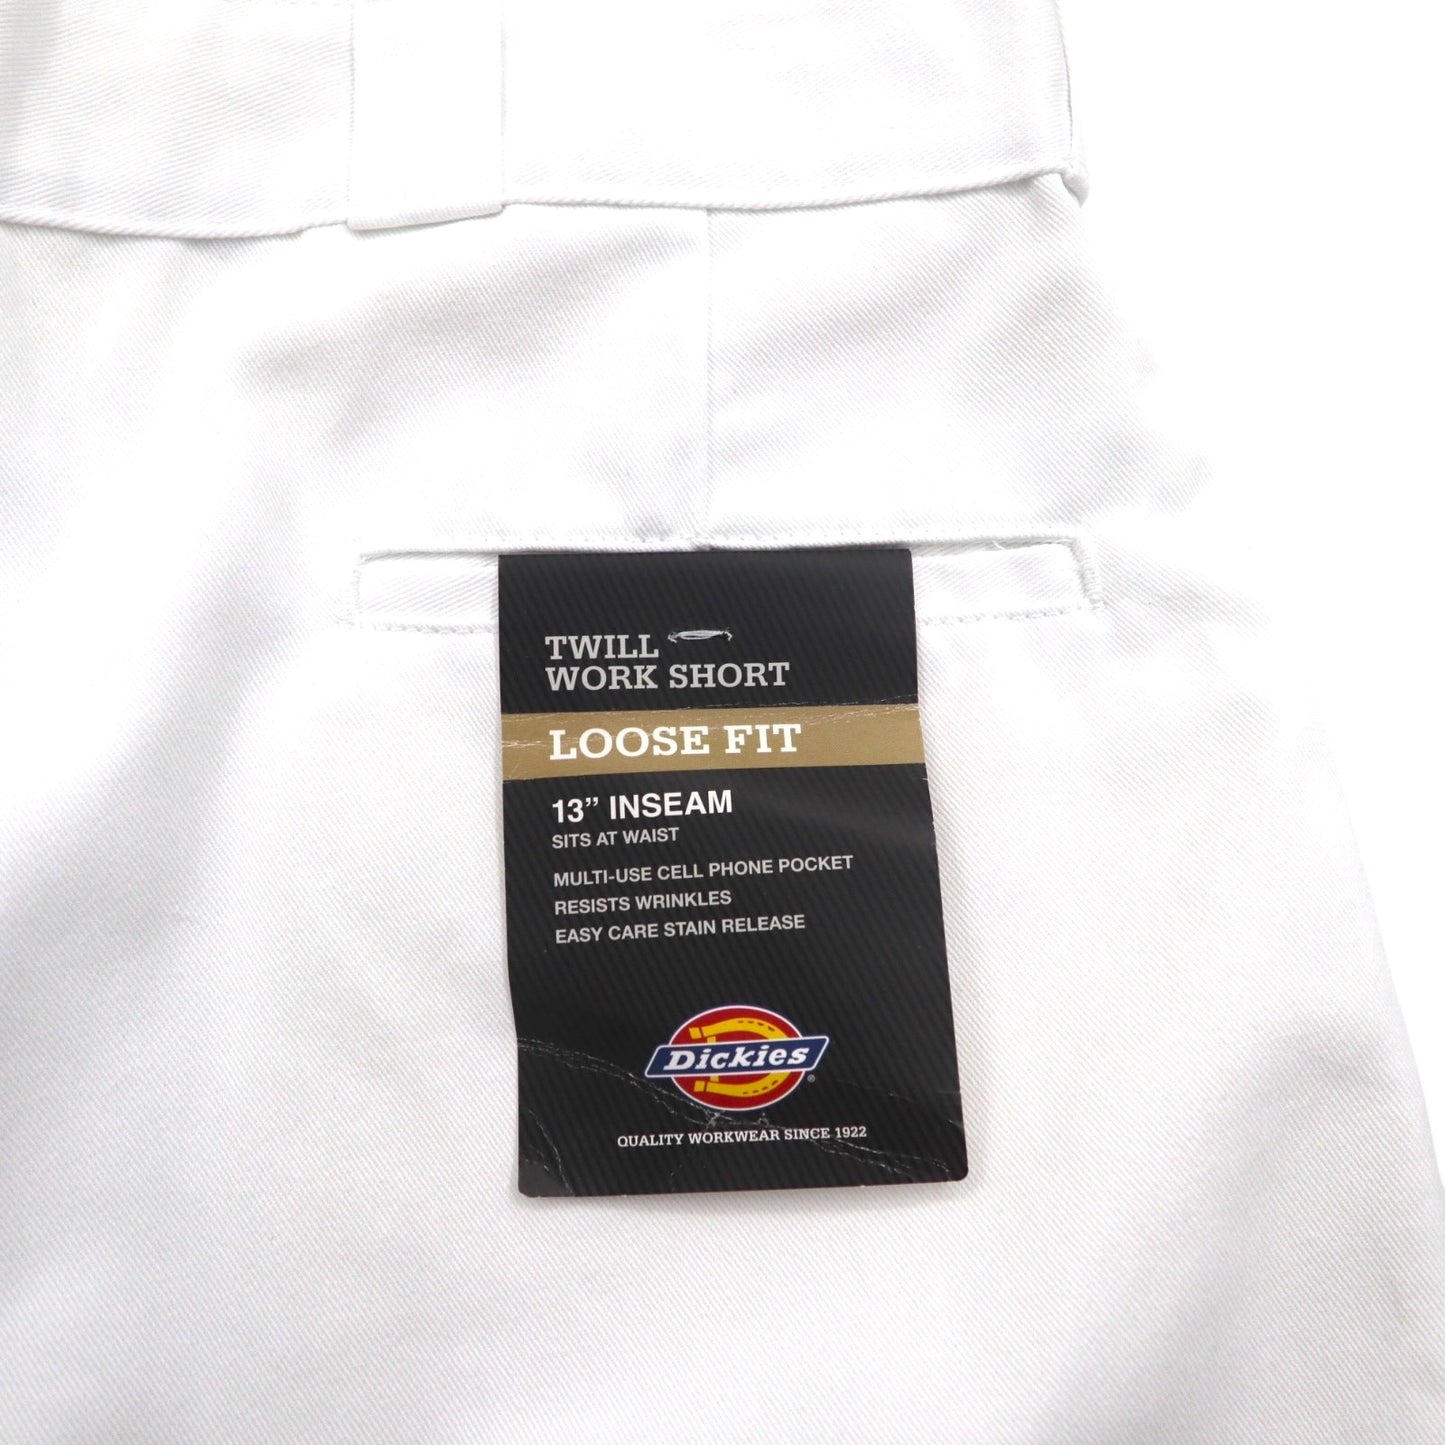 TWILL
WORK SHORT
LOOSE FIT
13” INSEAM
SITS AT WAIST
MULTI-USE CELL PHONE POCKET
RESISTS WRINKLES
EASY CARE STAIN RELEASE
Dickies®
QUALITY WORKWEAR SINCE 1922